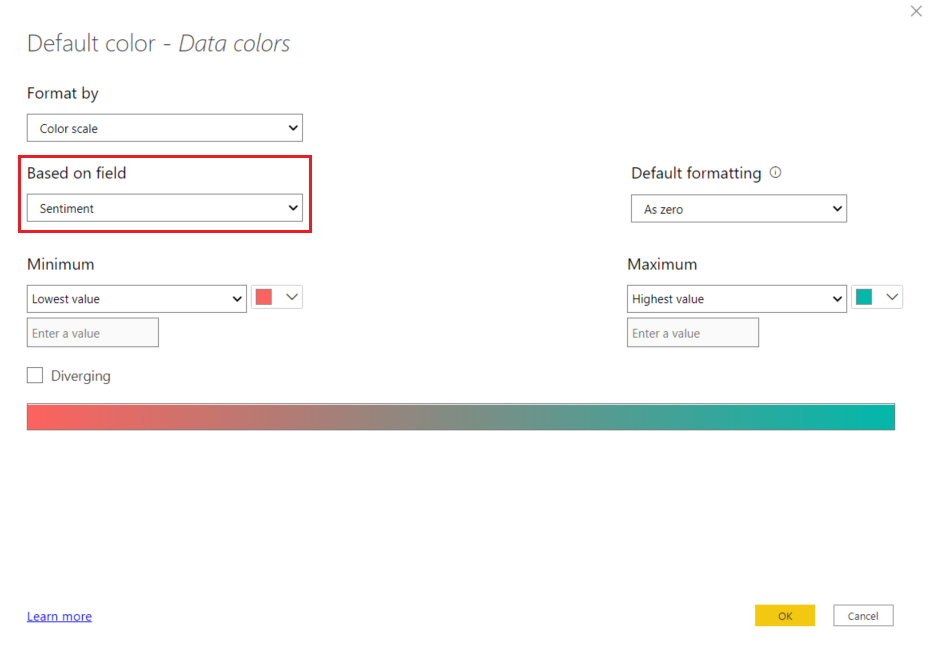 Default color - Data colors
Format by
Color scale
Based on field
Sentiment
Default formatting
As zero
Minimum
Lowest value
Enter a value
Maximum
Highest value
Enter a value
Diverging
Learn more
OK
Cancel